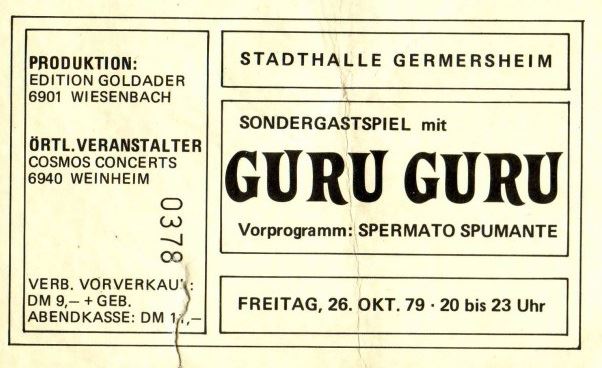 PRODUKTION:
EDITION GOLDADER
6901 WIESENBACH
ÖRTL.VERANSTALTER
COSMOS CONCERTS
6940 WEINHEIM
0378
VERB. VORVERKAUF:
DM 9,– + GEB.
ABENDKASSE: DM
STADTHALLE GERMERSHEIM
SONDERGASTSPIEL mit
GURU GURU
Vorprogramm: SPERMATO SPUMANTE
FREITAG, 26. OKT. 79 · 20 bis 23 Uhr